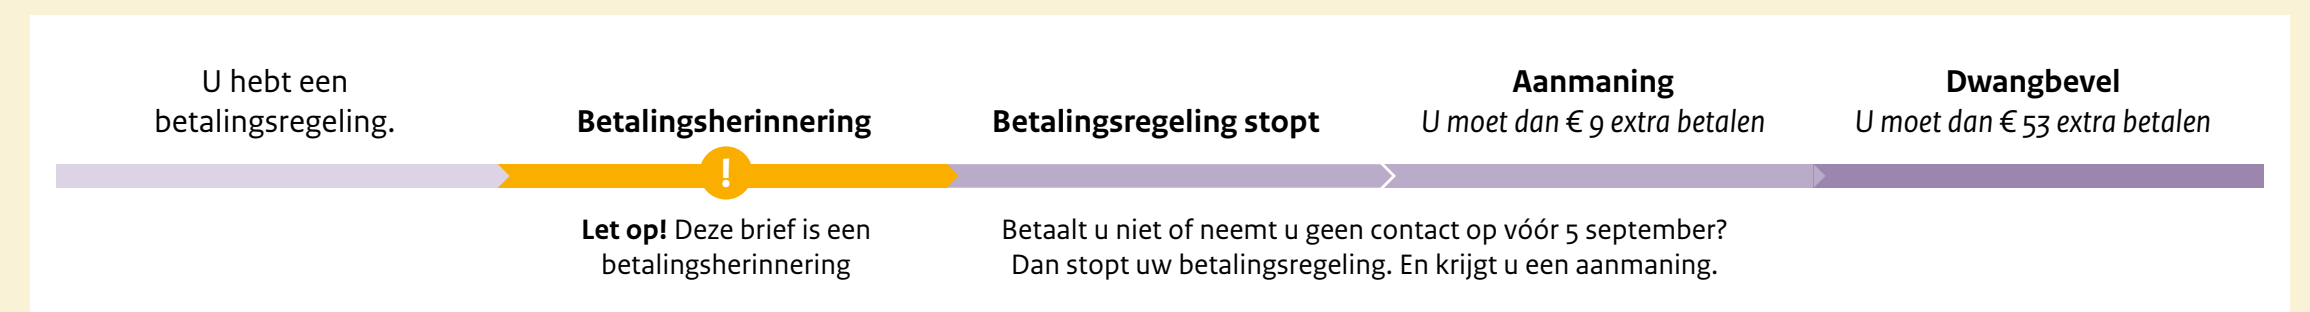 U hebt een
betalingsregeling.
Betalingsherinnering
Betalingsregeling stopt
Aanmaning
U moet dan € 9 extra betalen
Dwangbevel
U moet dan € 53 extra betalen
!
Let op! Deze brief is een
betalingsherinnering
Betaalt u niet of neemt u geen contact op vóór 5 september?
Dan stopt uw betalingsregeling. En krijgt u een aanmaning.